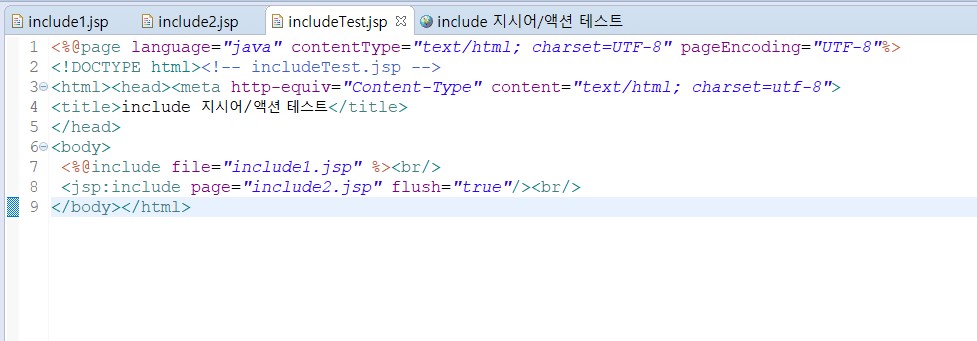 include1.jsp include2.jsp includeTest.jsp include 지시어/액션 테스트
1 <%@page language="java" contentType="text/html; charset=UTF-8" pageEncoding="UTF-8"%>
2 <!DOCTYPE html><!-- includeTest.jsp -->
3 <html><head><meta http-equiv="Content-Type" content="text/html; charset=utf-8">
4 <title>include 지시어/액션 테스트</title>
5 </head>
6 <body>
7 <%@include file="include1.jsp" %><br/>
8 <jsp:include page="include2.jsp" flush="true"/><br/>
9 </body></html>